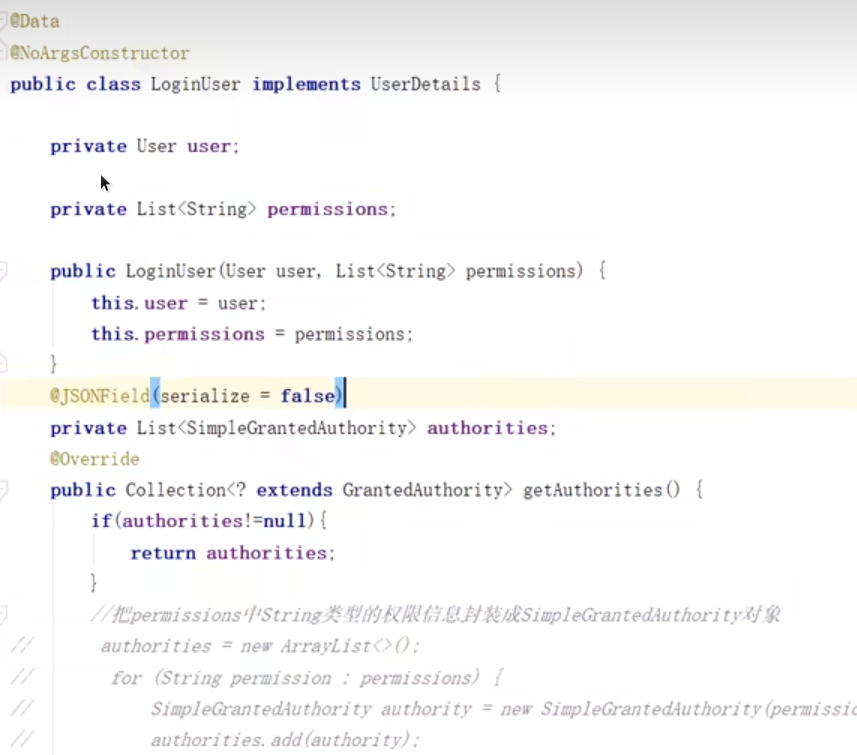 @Data
@NoArgsConstructor
public class LoginUser implements UserDetails {
private User user;
private List<String> permissions;
public LoginUser(User user, List<String> permissions) {
this.user = user;
this.permissions = permissions;
}
@JSONField(serialize = false)
private List<SimpleGrantedAuthority> authorities;
@Override
public Collection<? extends GrantedAuthority> getAuthorities() {
if(authorities!=null){
return authorities;
}
//把permissions中String类型的权限信息封装成SimpleGrantedAuthority对象
// authorities = new ArrayList<>();
// for (String permission : permissions) {
// SimpleGrantedAuthority authority = new SimpleGrantedAuthority(
// authorities.add(authority);